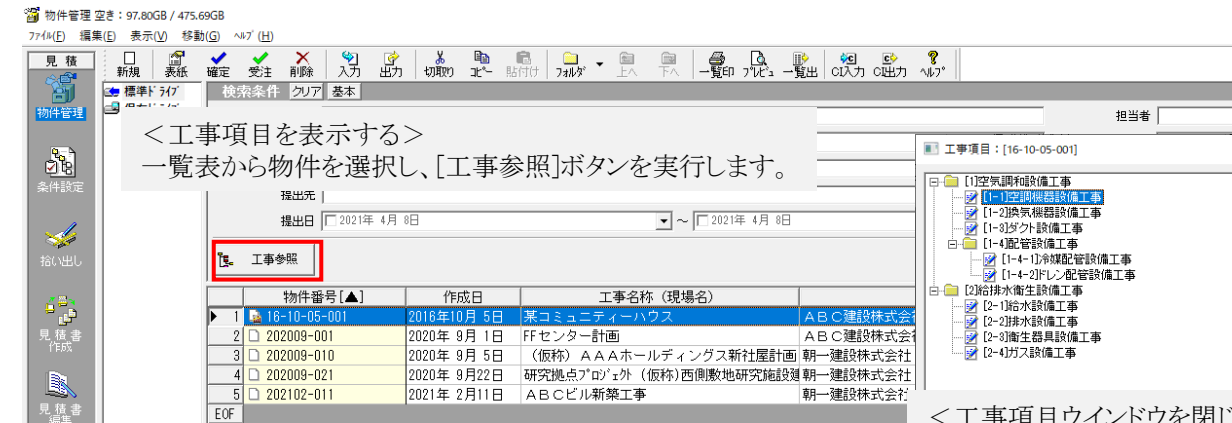 物件管理 空き：97.80GB / 475.69GB
ファイル(F) 編集(E) 表示(V) 移動(G) ヘルプ(H)
見 積
新規 表紙 確定 受注 削除 入力 出力 切取り コピー 貼付け フォルダ 上へ 下へ 一覧印 プレビュ 一覧出 CI入力 CI出力 ヘルプ
標準ドライブ
検索条件 クリア 基本
物件管理
担当者
＜工事項目を表示する＞
一覧表から物件を選択し、[工事参照]ボタンを実行します。
条件設定
提出先
提出日 2021年 4月 8日 ～ 2021年 4月 8日
工事参照
拾い出し
見積書
作成
見積書
編集
物件番号[▲] 作成日 工事名称（現場名）
1 16-10-05-001 2016年10月 5日 某コミュニティーハウス ＡＢＣ建設株式会
2 202009-001 2020年 9月 1日 FFセンター計画 ＡＢＣ建設株式会
3 202009-010 2020年 9月 5日 （仮称）ＡＡＡホールディングス新社屋計画 朝一建設株式会社
4 202009-021 2020年 9月22日 研究拠点プロジェクト（仮称)西側敷地研究施設建 朝一建設株式会社
5 202102-011 2021年 2月11日 ＡＢＣビル新築工事 朝一建設株式会社
EOF
工事項目：[16-10-05-001]
[1]空気調和設備工事
[1-1]空調機器設備工事
[1-2]換気機器設備工事
[1-3]ダクト設備工事
[1-4]配管設備工事
[1-4-1]冷媒配管設備工事
[1-4-2]ドレン配管設備工事
[2]給排水衛生設備工事
[2-1]給水設備工事
[2-2]排水設備工事
[2-3]衛生器具設備工事
[2-4]ガス設備工事
＜工事項目ウインドウを閉じ